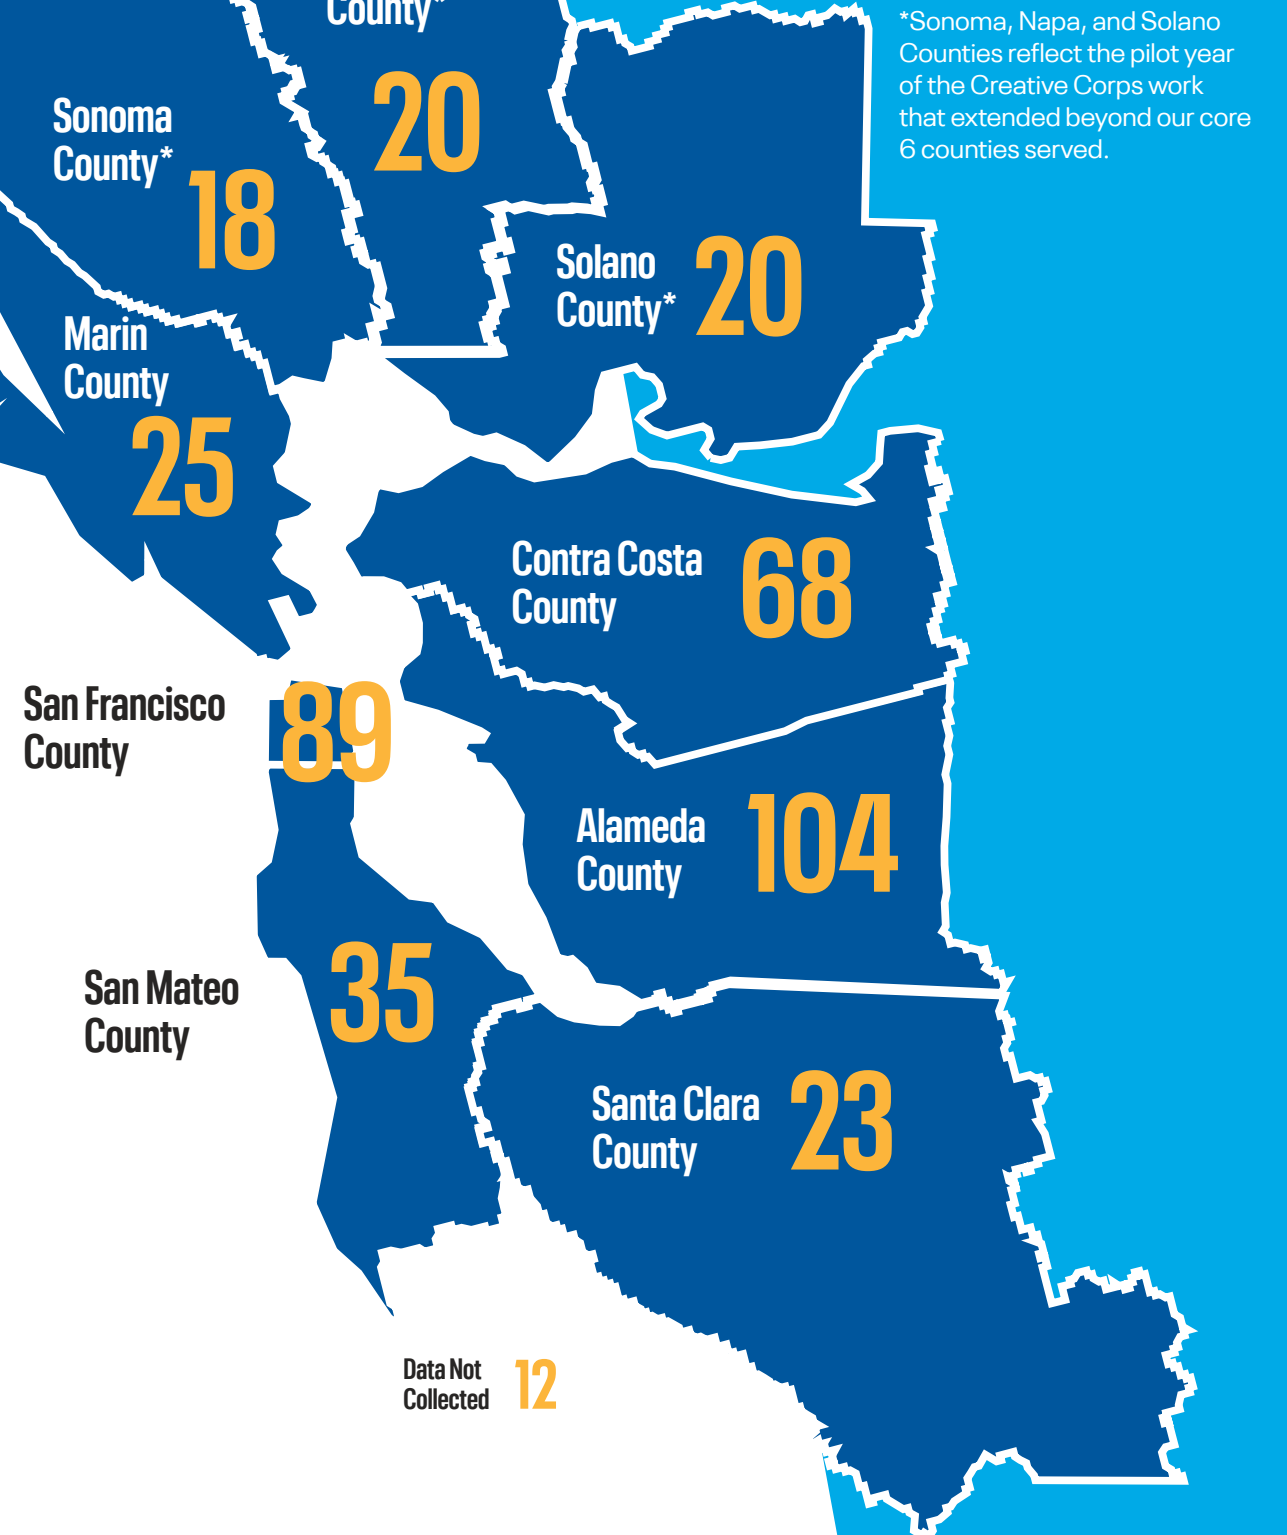 County*
20
*Sonoma, Napa, and Solano
Counties reflect the pilot year
of the Creative Corps work
that extended beyond our core
6 counties served.
Sonoma
County*
18
Solano
County*
20
Marin
County
25
Contra Costa
County
68
San Francisco
County
89
Alameda
County
104
San Mateo
County
35
Santa Clara
County
23
Data Not
Collected
12